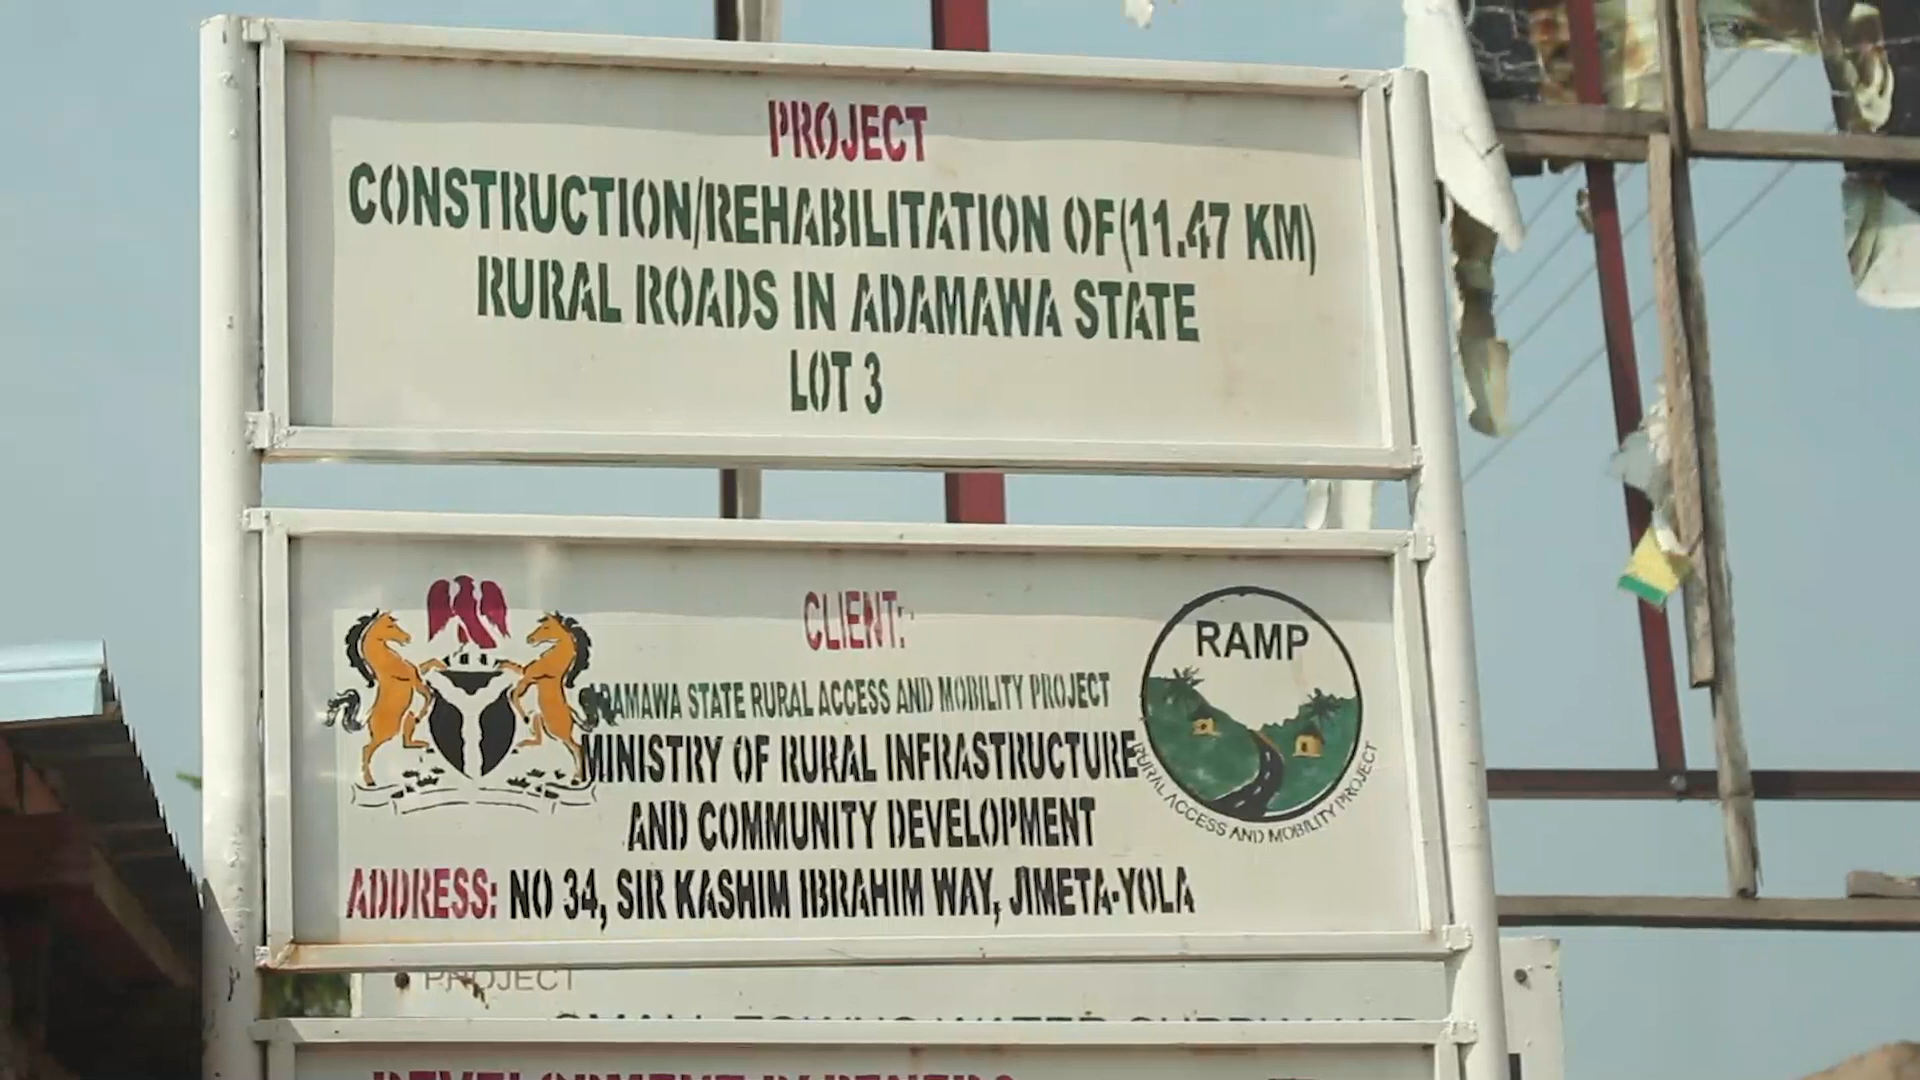 PROJECT
CONSTRUCTION/REHABILITATION OF(11.47 KM)
RURAL ROADS IN ADAMAWA STATE
LOT 3
CLIENT:
ADAMAWA STATE RURAL ACCESS AND MOBILITY PROJECT
MINISTRY OF RURAL INFRASTRUCTURE
AND COMMUNITY DEVELOPMENT
ADDRESS: NO 34, SIR KASHIM IBRAHIM WAY, JIMETA-YOLA
RAMP
RURAL ACCESS AND MOBILITY PROJECT
PROJECT